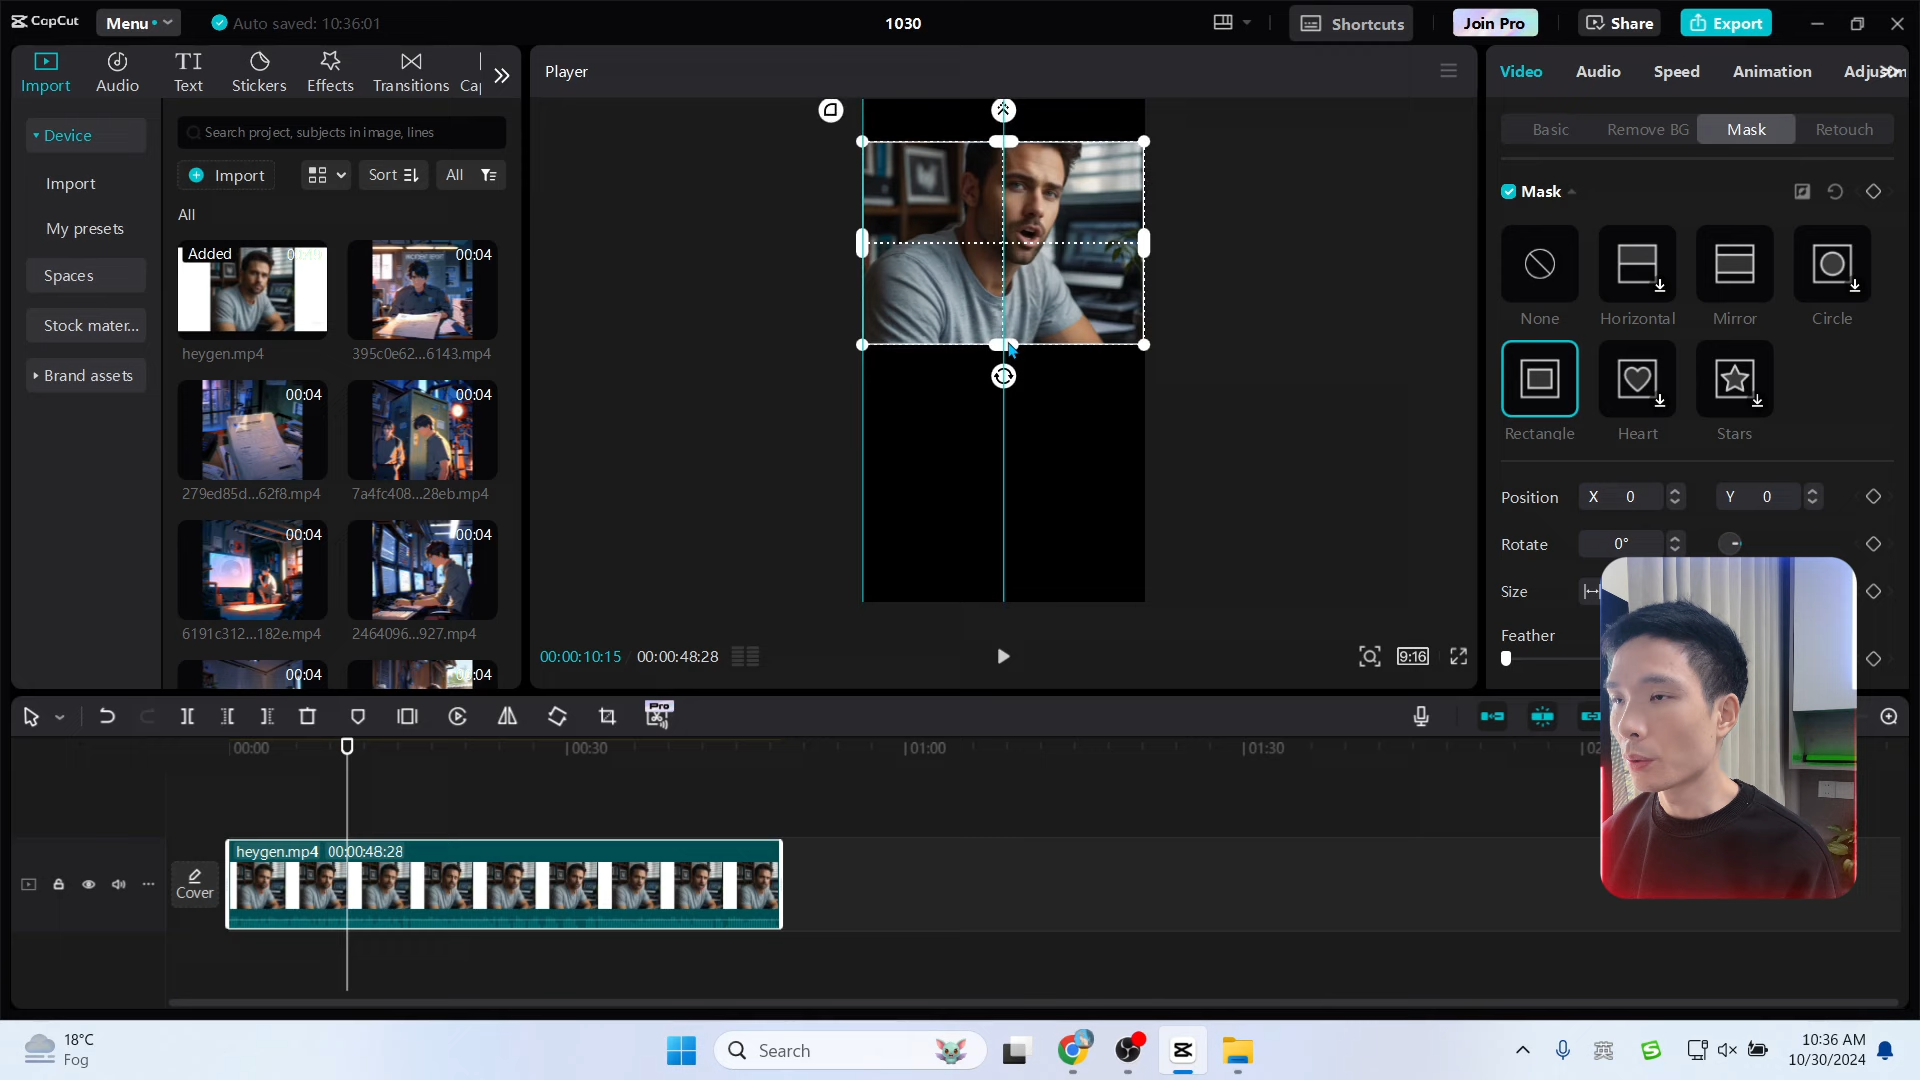 CapCut
Menu
Auto saved: 10:36:01
1030
Shortcuts
Join Pro
Share
Export
Import
Audio
Text
Stickers
Effects
Transitions
Ca
Player
Video
Audio
Speed
Animation
Adjustm
Device
Import
My presets
Spaces
Stock mater...
Brand assets
Search project, subjects in image, lines
Import
Sort
All
All
Added
heygen.mp4
00:04
395c0e62...6143.mp4
00:04
279ed85d...62f8.mp4
00:04
7a4fc408...28eb.mp4
00:04
6191c312...182e.mp4
00:04
2464096...927.mp4
00:04
:04
00:00:10:15
00:00:48:28
9:16
Basic
Remove BG
Mask
Retouch
Mask
None
Horizontal
Mirror
Circle
Rectangle
Heart
Stars
Position
X 0
Y 0
Rotate
0°
Size
Feather
Pro
00:00
00:30
01:00
01:30
02
Cover
heygen.mp4 00:00:48:28
18°C
Fog
Search
英
10:36 AM
10/30/2024